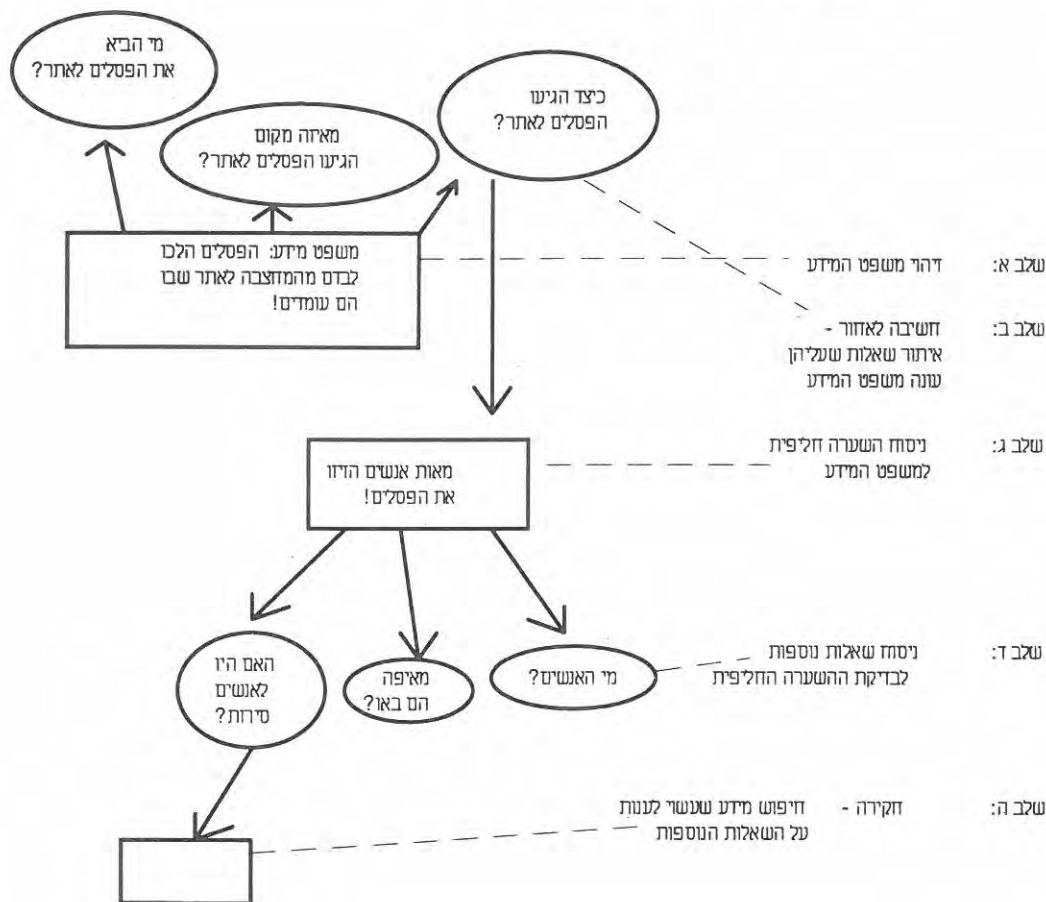 מי הביא
את הפסלים לאתר?
כיצד הגיעו
הפסלים לאתר?
מאיזה מקום
הגיעו הפסלים לאתר?
משפט מידע: הפסלים הלכו
לבדם מהמחצבה לאתר שבו
הם עומדים!
שלב א: זיהוי משפט המידע
שלב ב: חשיבה לאחור -
איתור שאלות שעליהן
עונה משפט המידע
שלב ג: ניסוח השערה חליפית
למשפט המידע
מאות אנשים הזיזו
את הפסלים!
שלב ד: ניסוח שאלות נוספות
לבדיקת ההשערה החליפית
מי האנשים?
מאיפה
הם באו?
האם היו
לאנשים
סירות?
שלב ה: חקירה - חיפוש מידע שעשוי לענות
על השאלות הנוספות